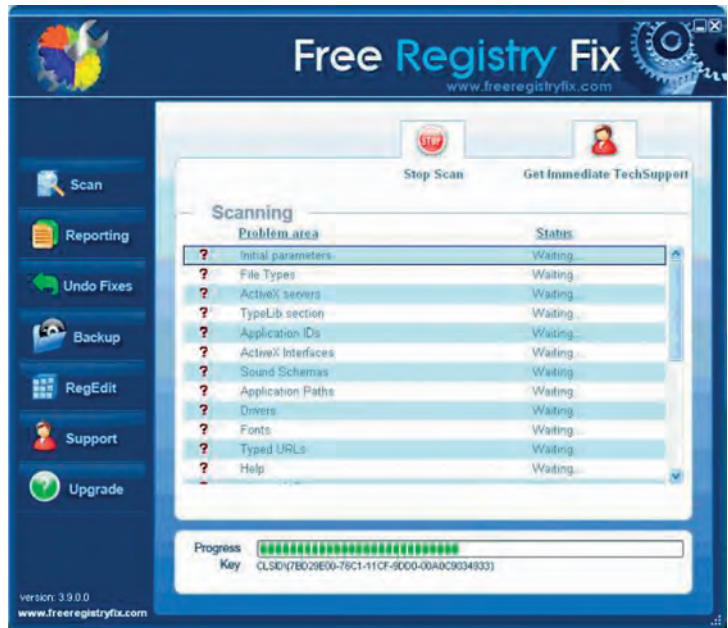 Free Registry Fix
www.freeregistryfix.com
STOP
Stop Scan
Get Immediate TechSupport
Scan
Reporting
Undo Fixes
Backup
RegEdit
Support
Upgrade
Scanning
Problem area Status
? Initial parameters Waiting...
? File Types Waiting...
? ActiveX servers Waiting...
? TypeLib section Waiting...
? Application IDs Waiting...
? ActiveX Interfaces Waiting...
? Sound Schemas Waiting...
? Application Paths Waiting...
? Drivers Waiting...
? Fonts Waiting...
? Typed URLs Waiting...
? Help Waiting...
Progress
Key CLSID\{7BD29E00-76C1-11CF-9DD0-00A0C9034933}
version: 3.9.0.0
www.freeregistryfix.com